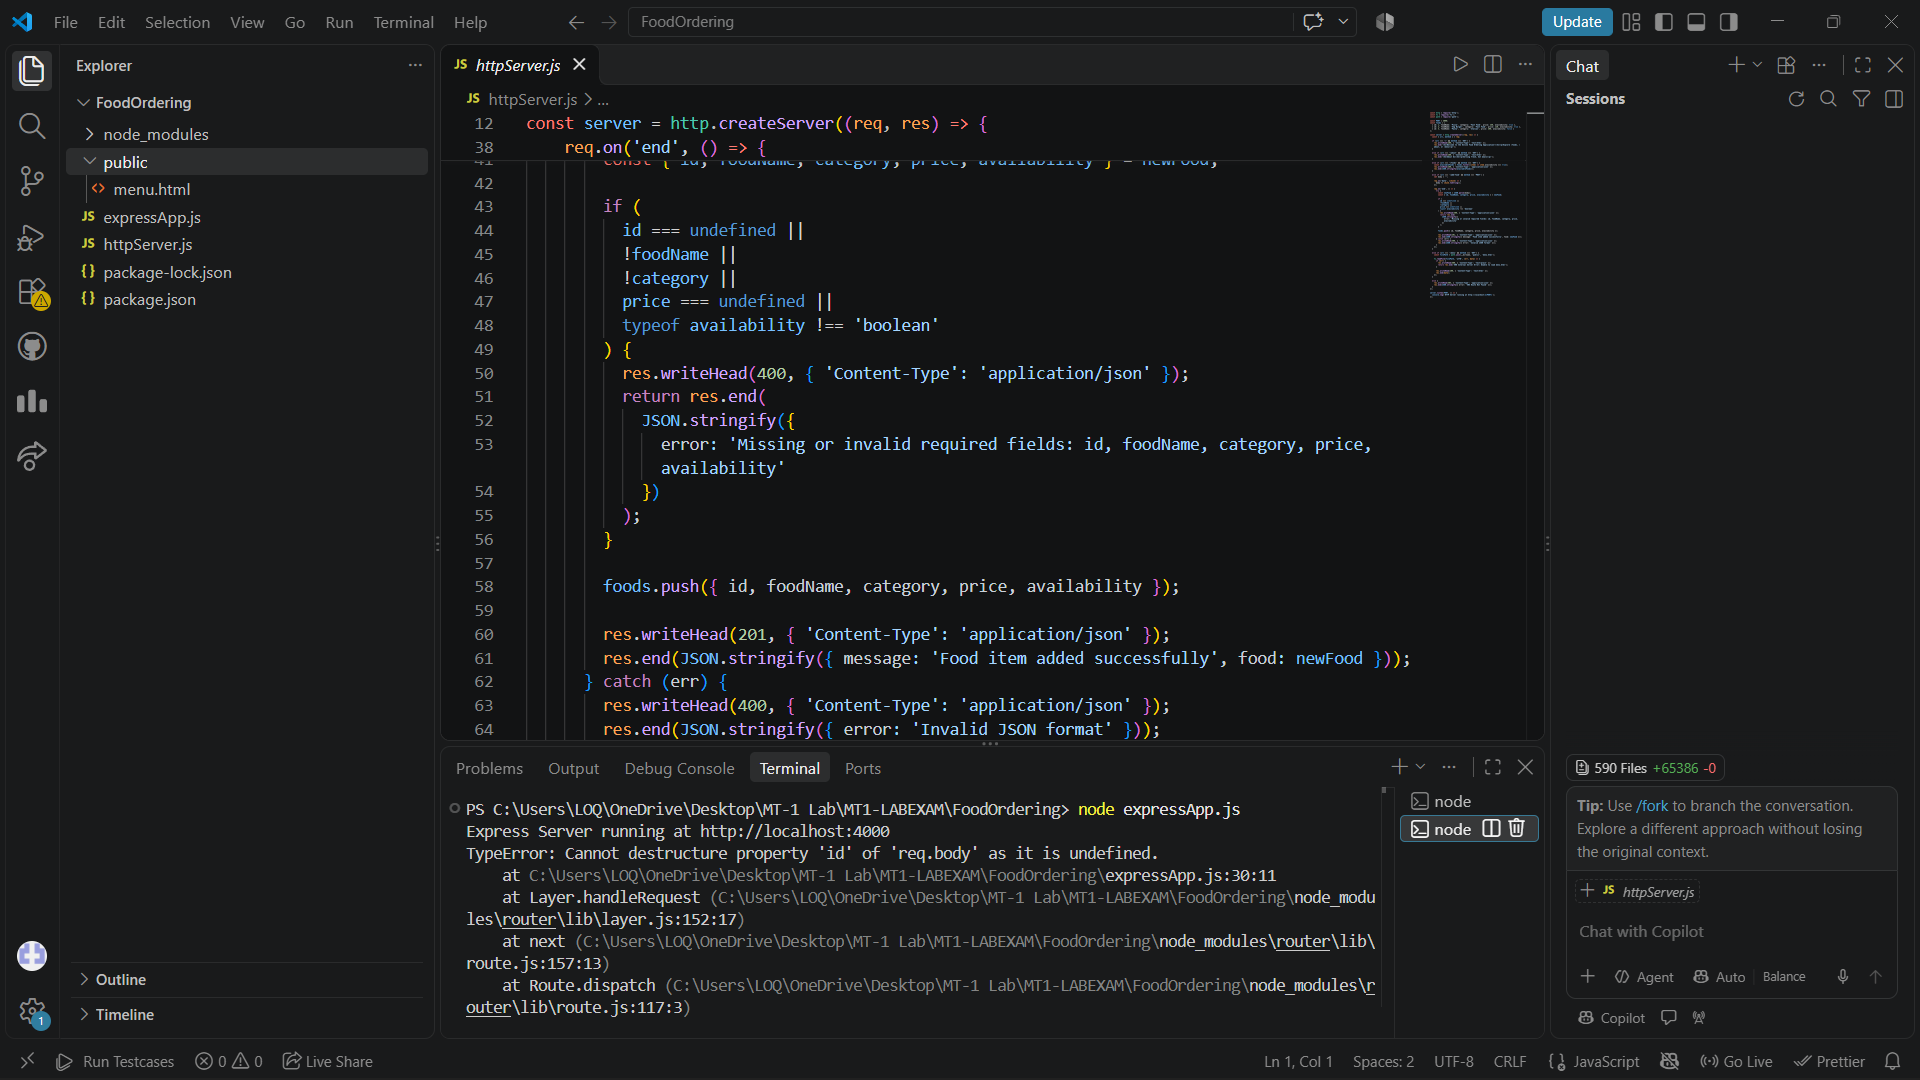 File Edit Selection View Go Run Terminal Help
FoodOrdering
Update
Explorer
FoodOrdering
node_modules
public
menu.html
JS expressApp.js
JS httpServer.js
{} package-lock.json
{} package.json
Outline
Timeline
JS httpServer.js
JS httpServer.js > ...
12 const server = http.createServer((req, res) => {
38 req.on('end', () => {
41 const { id, foodName, category, price, availability } = newFood;
42
43 if (
44 id === undefined ||
45 !foodName ||
46 !category ||
47 price === undefined ||
48 typeof availability !== 'boolean'
49 ) {
50 res.writeHead(400, { 'Content-Type': 'application/json' });
51 return res.end(
52 JSON.stringify({
53 error: 'Missing or invalid required fields: id, foodName, category, price,
availability'
54 })
55 );
56 }
57
58 foods.push({ id, foodName, category, price, availability });
59
60 res.writeHead(201, { 'Content-Type': 'application/json' });
61 res.end(JSON.stringify({ message: 'Food item added successfully', food: newFood }));
62 } catch (err) {
63 res.writeHead(400, { 'Content-Type': 'application/json' });
64 res.end(JSON.stringify({ error: 'Invalid JSON format' }));
Problems Output Debug Console Terminal Ports
PS C:\Users\LOQ\OneDrive\Desktop\MT-1 Lab\MT1-LABEXAM\FoodOrdering> node expressApp.js
Express Server running at http://localhost:4000
TypeError: Cannot destructure property 'id' of 'req.body' as it is undefined.
at C:\Users\LOQ\OneDrive\Desktop\MT-1 Lab\MT1-LABEXAM\FoodOrdering\expressApp.js:30:11
at Layer.handleRequest (C:\Users\LOQ\OneDrive\Desktop\MT-1 Lab\MT1-LABEXAM\FoodOrdering\node_modu
les\router\lib\layer.js:152:17)
at next (C:\Users\LOQ\OneDrive\Desktop\MT-1 Lab\MT1-LABEXAM\FoodOrdering\node_modules\router\lib\
route.js:157:13)
at Route.dispatch (C:\Users\LOQ\OneDrive\Desktop\MT-1 Lab\MT1-LABEXAM\FoodOrdering\node_modules\r
outer\lib\route.js:117:3)
node
node
Chat
Sessions
590 Files +65386 -0
Tip: Use /fork to branch the conversation.
Explore a different approach without losing
the original context.
JS httpServer.js
Chat with Copilot
Agent Auto Balance
Copilot
1
Run Testcases 0 0 Live Share
Ln 1, Col 1 Spaces: 2 UTF-8 CRLF {} JavaScript Go Live Prettier